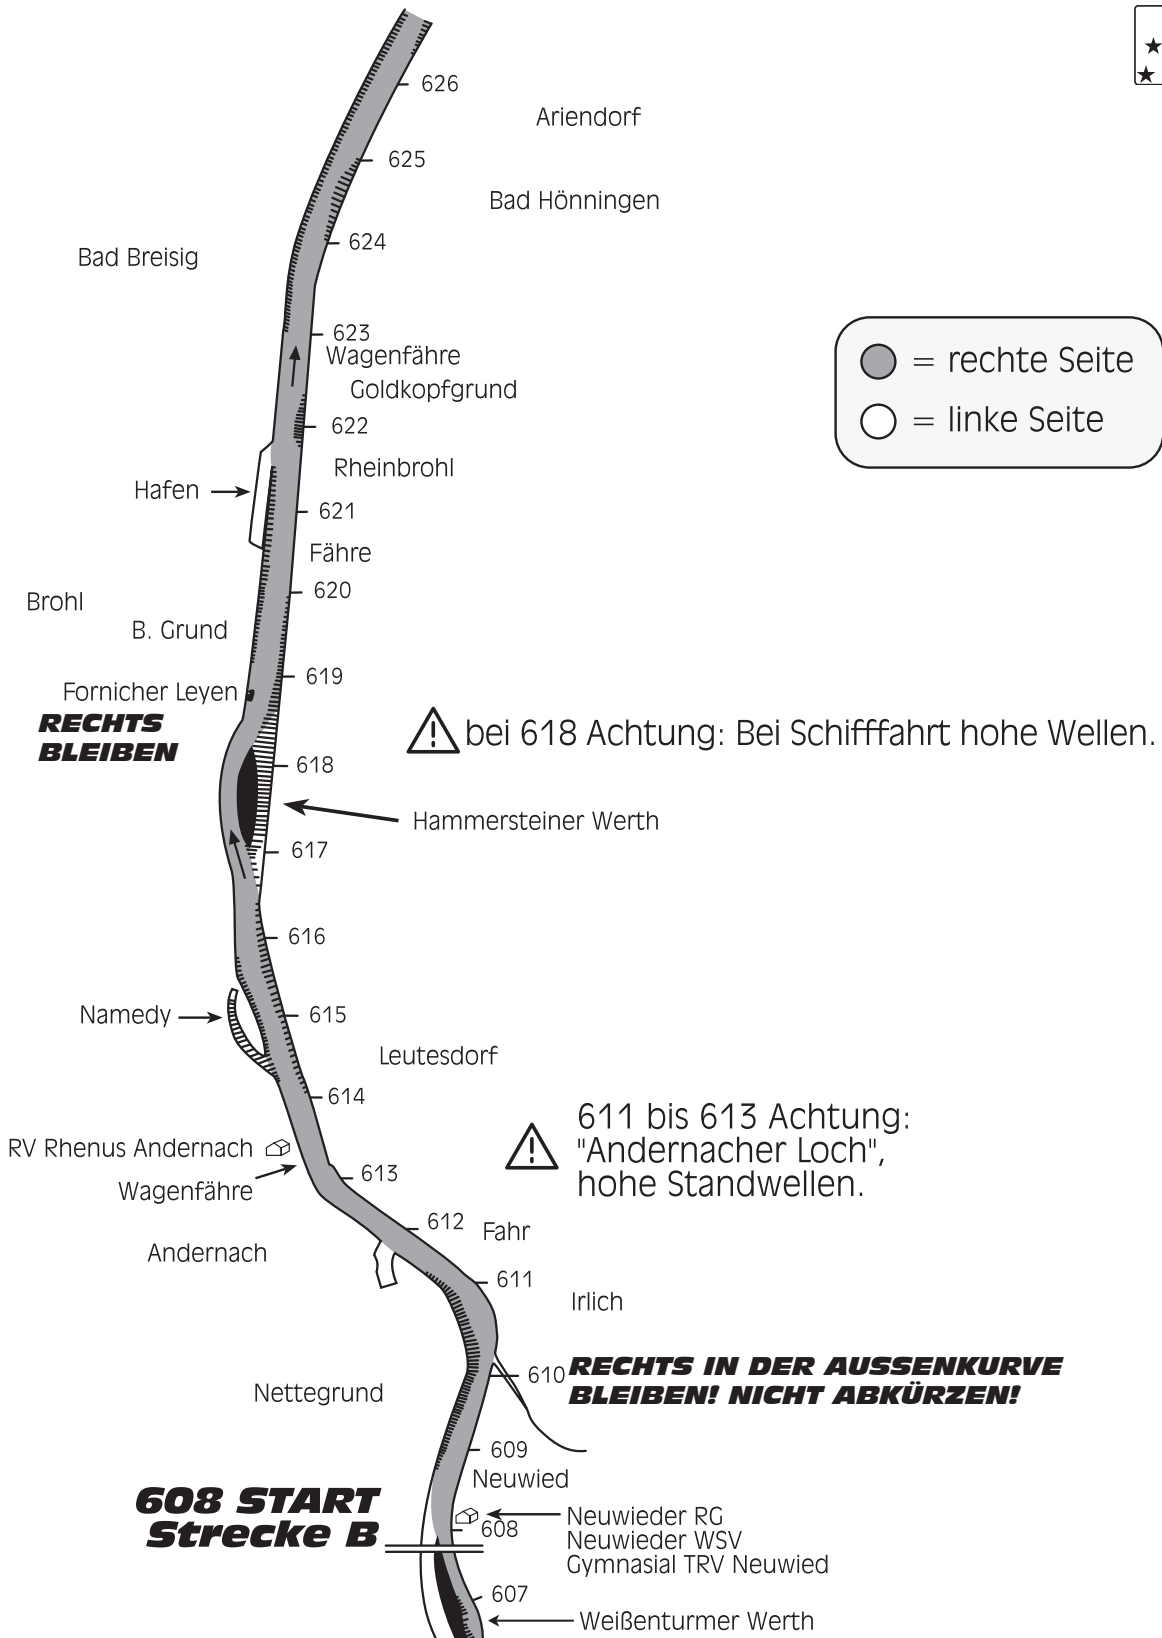 626
Ariendorf
625
Bad Hönningen
624
Bad Breisig
623
Wagenfähre
Goldkopfgrund
= rechte Seite
= linke Seite
622
Rheinbrohl
Hafen
621
Fähre
620
Brohl
B. Grund
619
Fornicher Leyen
RECHTS
BLEIBEN
bei 618 Achtung: Bei Schifffahrt hohe Wellen.
618
Hammersteiner Werth
617
616
Namedy
615
Leutesdorf
614
611 bis 613 Achtung:
"Andernacher Loch",
hohe Standwellen.
RV Rhenus Andernach
613
Wagenfähre
612
Fahr
Andernach
611
Irlich
610
RECHTS IN DER AUSSENKURVE
BLEIBEN! NICHT ABKÜRZEN!
Nettegrund
609
Neuwied
608 START
Strecke B
608
Neuwieder RG
Neuwieder WSV
Gymnasial TRV Neuwied
607
Weißenturmer Werth